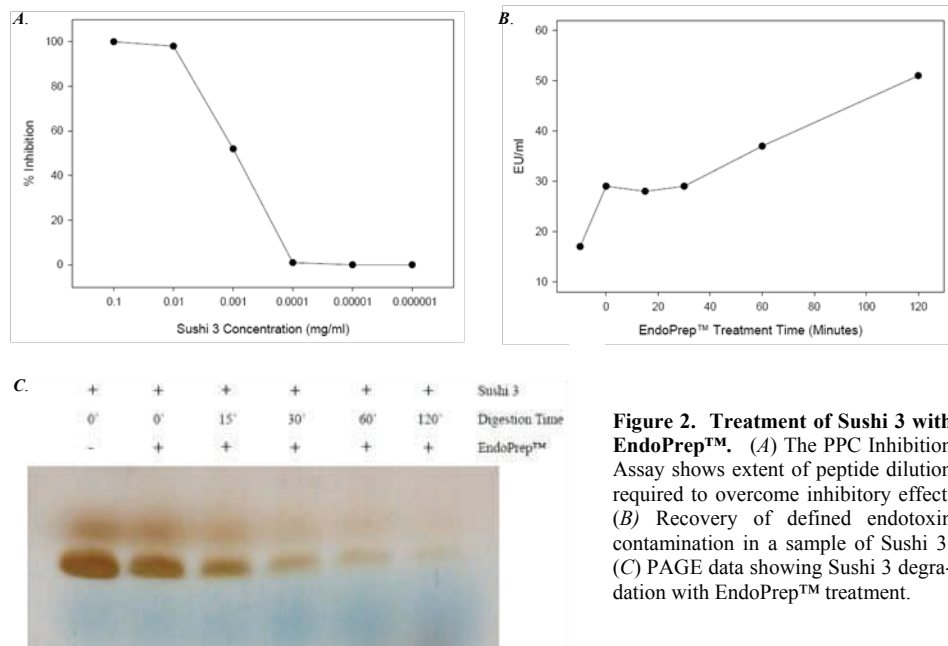 A.
100
80
60
40
20
0
% Inhibition
0.1 0.01 0.001 0.0001 0.00001 0.000001
Sushi 3 Concentration (mg/ml)
B.
60
50
40
30
20
10
EU/ml
0 20 40 60 80 100 120
EndoPrep™ Treatment Time (Minutes)
C.
+ + + + + + Sushi 3
0' 0' 15' 30' 60' 120' Digestion Time
- + + + + + EndoPrep™
Figure 2. Treatment of Sushi 3 with
EndoPrep™. (A) The PPC Inhibition
Assay shows extent of peptide dilution
required to overcome inhibitory effect.
(B) Recovery of defined endotoxin
contamination in a sample of Sushi 3.
(C) PAGE data showing Sushi 3 degra-
dation with EndoPrep™ treatment.